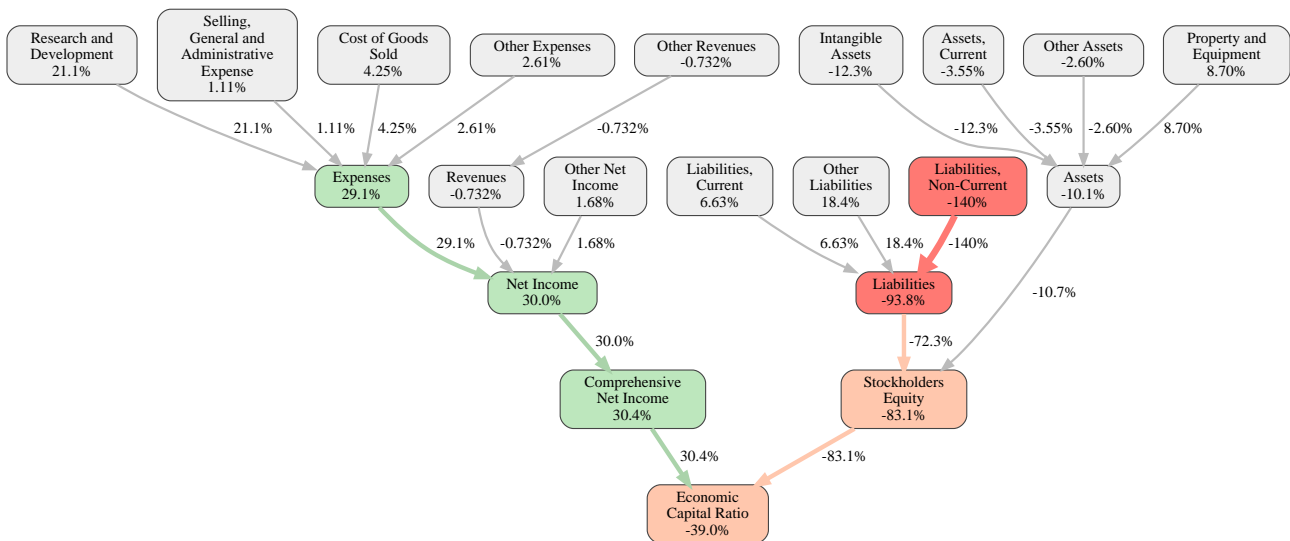 Research and
Development
21.1%
Selling,
General and
Administrative
Expense
1.11%
Cost of Goods
Sold
4.25%
Other Expenses
2.61%
Other Revenues
-0.732%
Intangible
Assets
-12.3%
Assets,
Current
-3.55%
Other Assets
-2.60%
Property and
Equipment
8.70%
21.1%
1.11%
4.25%
2.61%
-0.732%
-12.3%
-3.55%
-2.60%
8.70%
Expenses
29.1%
Revenues
-0.732%
Other Net
Income
1.68%
Liabilities,
Current
6.63%
Other
Liabilities
18.4%
Liabilities,
Non-Current
-140%
Assets
-10.1%
29.1%
-0.732%
1.68%
6.63%
18.4%
-140%
Net Income
30.0%
Liabilities
-93.8%
-10.7%
30.0%
-72.3%
Comprehensive
Net Income
30.4%
Stockholders
Equity
-83.1%
30.4%
-83.1%
Economic
Capital Ratio
-39.0%